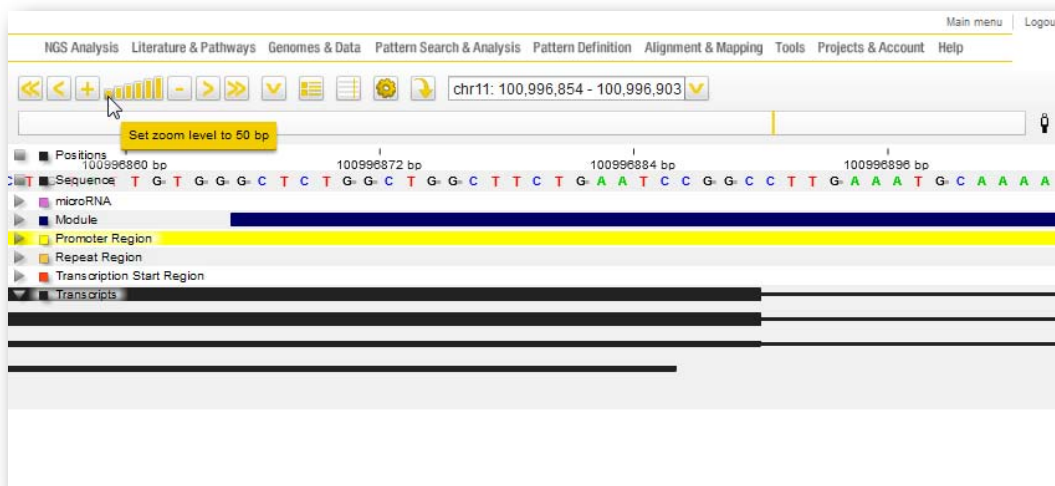 Main menu Logou
NGS Analysis Literature & Pathways Genomes & Data Pattern Search & Analysis Pattern Definition Alignment & Mapping Tools Projects & Account Help
chr11: 100,996,854 - 100,996,903
Set zoom level to 50 bp
Positions
100996860 bp 100996872 bp 100996884 bp 100996896 bp
Sequence T G T G G G C T C T G G C T G G C T T C T G A A T C C G G C C T T G A A A T G C A A A A
microRNA
Module
Promoter Region
Repeat Region
Transcription Start Region
Transcripts